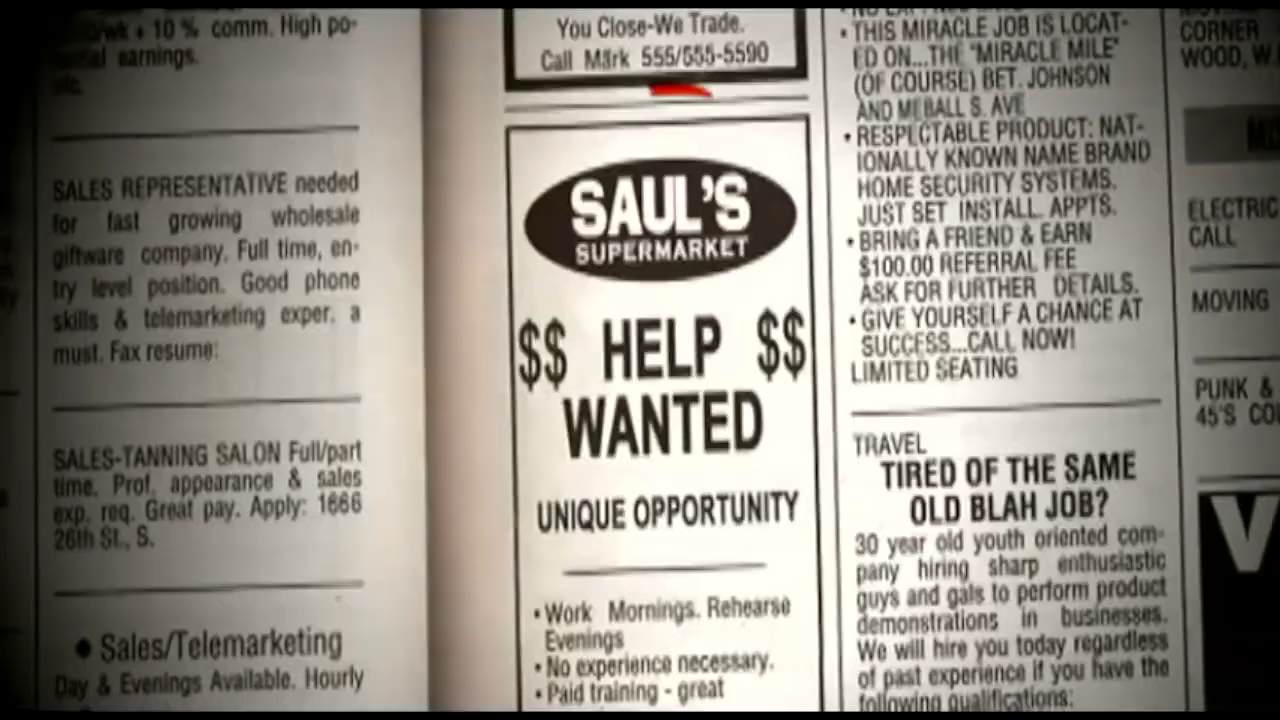 + 10 % comm. High po-
earnings.
SALES REPRESENTATIVE needed
for fast growing wholesale
giftware company. Full time, en-
try level position. Good phone
skills & telemarketing exper. a
must. Fax resume:
SALES-TANNING SALON Full/part
time. Prof. appearance & sales
exp. req. Great pay. Apply: 1666
26th St., S.
• Sales/Telemarketing
Day & Evenings Available. Hourly
You Close-We Trade.
Call Mark 555/555-5590
SAUL'S
SUPERMARKET
$$ HELP $$
WANTED
UNIQUE OPPORTUNITY
• Work Mornings. Rehearse
Evenings
• No experience necessary.
• Paid training - great
• THIS MIRACLE JOB IS LOCAT-
ED ON...THE "MIRACLE MILE"
(OF COURSE) BET. JOHNSON
AND MEBALL S. AVE
• RESPECTABLE PRODUCT: NAT-
IONALLY KNOWN NAME BRAND
HOME SECURITY SYSTEMS.
JUST SET INSTALL. APPTS.
• BRING A FRIEND & EARN
$100.00 REFERRAL FEE
ASK FOR FURTHER DETAILS.
• GIVE YOURSELF A CHANCE AT
SUCCESS...CALL NOW!
LIMITED SEATING
TRAVEL
TIRED OF THE SAME
OLD BLAH JOB?
30 year old youth oriented com-
pany hiring sharp enthusiastic
guys and gals to perform product
demonstrations in businesses.
We will hire you today regardless
of past experience if you have the
following qualifications:
CORNER
WOOD, W.
ELECTRIC
CALL
MOVING
PUNK &
45'S CO
V